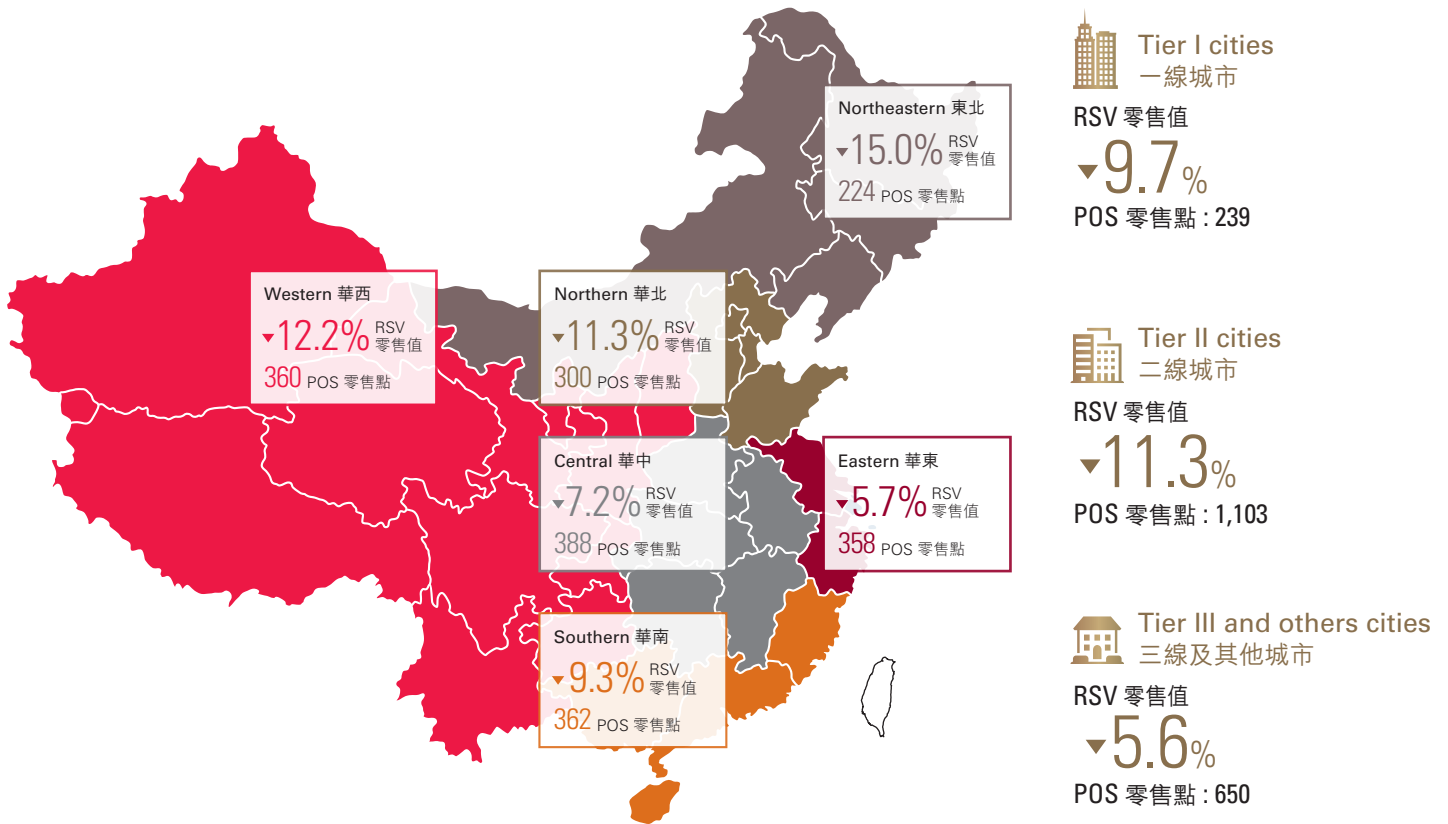 Northeastern 東北
▼15.0% RSV 零售值
224 POS 零售點
Western 華西
▼12.2% RSV 零售值
360 POS 零售點
Northern 華北
▼11.3% RSV 零售值
300 POS 零售點
Central 華中
▼7.2% RSV 零售值
388 POS 零售點
Eastern 華東
▼5.7% RSV 零售值
358 POS 零售點
Southern 華南
▼9.3% RSV 零售值
362 POS 零售點
Tier I cities
一線城市
RSV 零售值
▼9.7%
POS 零售點 : 239
Tier II cities
二線城市
RSV 零售值
▼11.3%
POS 零售點 : 1,103
Tier III and others cities
三線及其他城市
RSV 零售值
▼5.6%
POS 零售點 : 650